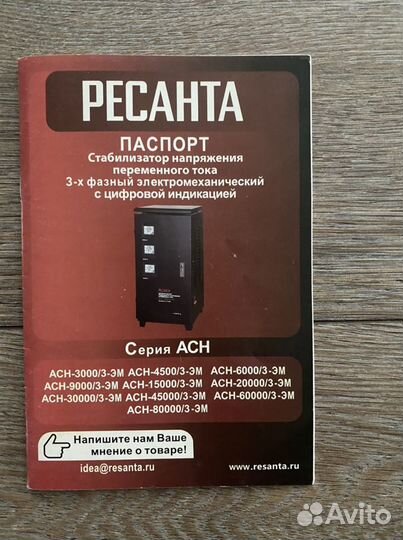 РЕСАНТА
ПАСПОРТ
Стабилизатор напряжения
переменного тока
3-х фазный электромеханический
с цифровой индикацией
Серия АСН
АСН-3000/3-ЭМ АСН-4500/3-ЭМ АСН-6000/3-ЭМ
АСН-9000/3-ЭМ АСН-15000/3-ЭМ АСН-20000/3-ЭМ
АСН-30000/3-ЭМ АСН-45000/3-ЭМ АСН-60000/3-ЭМ
АСН-80000/3-ЭМ
Напишите нам Ваше
мнение о товаре!
idea@resanta.ru
www.resanta.ru
Avito